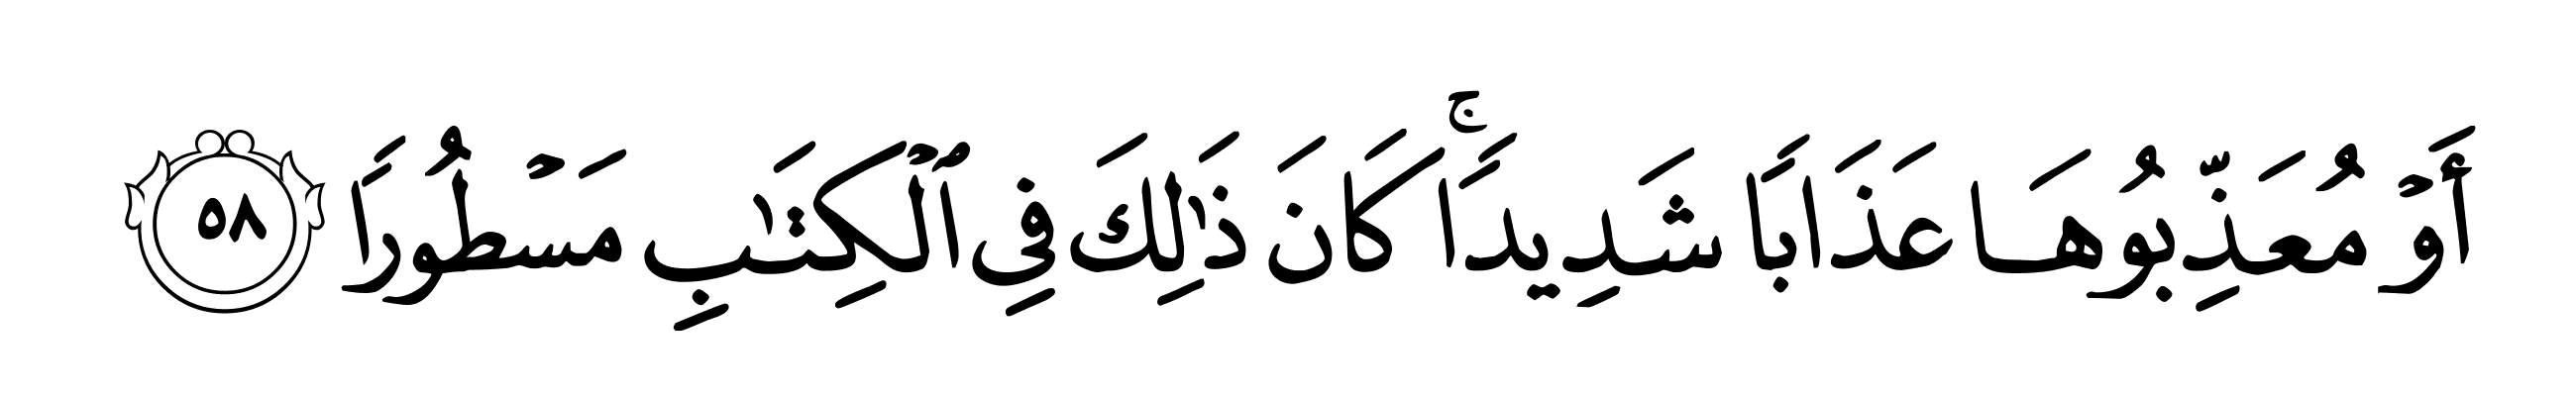 أَوۡ مُعَذِّبُوهَا عَذَابٗا شَدِيدٗاۚ كَانَ ذَٰلِكَ فِي ٱلۡكِتَٰبِ مَسۡطُورٗا ٥٨